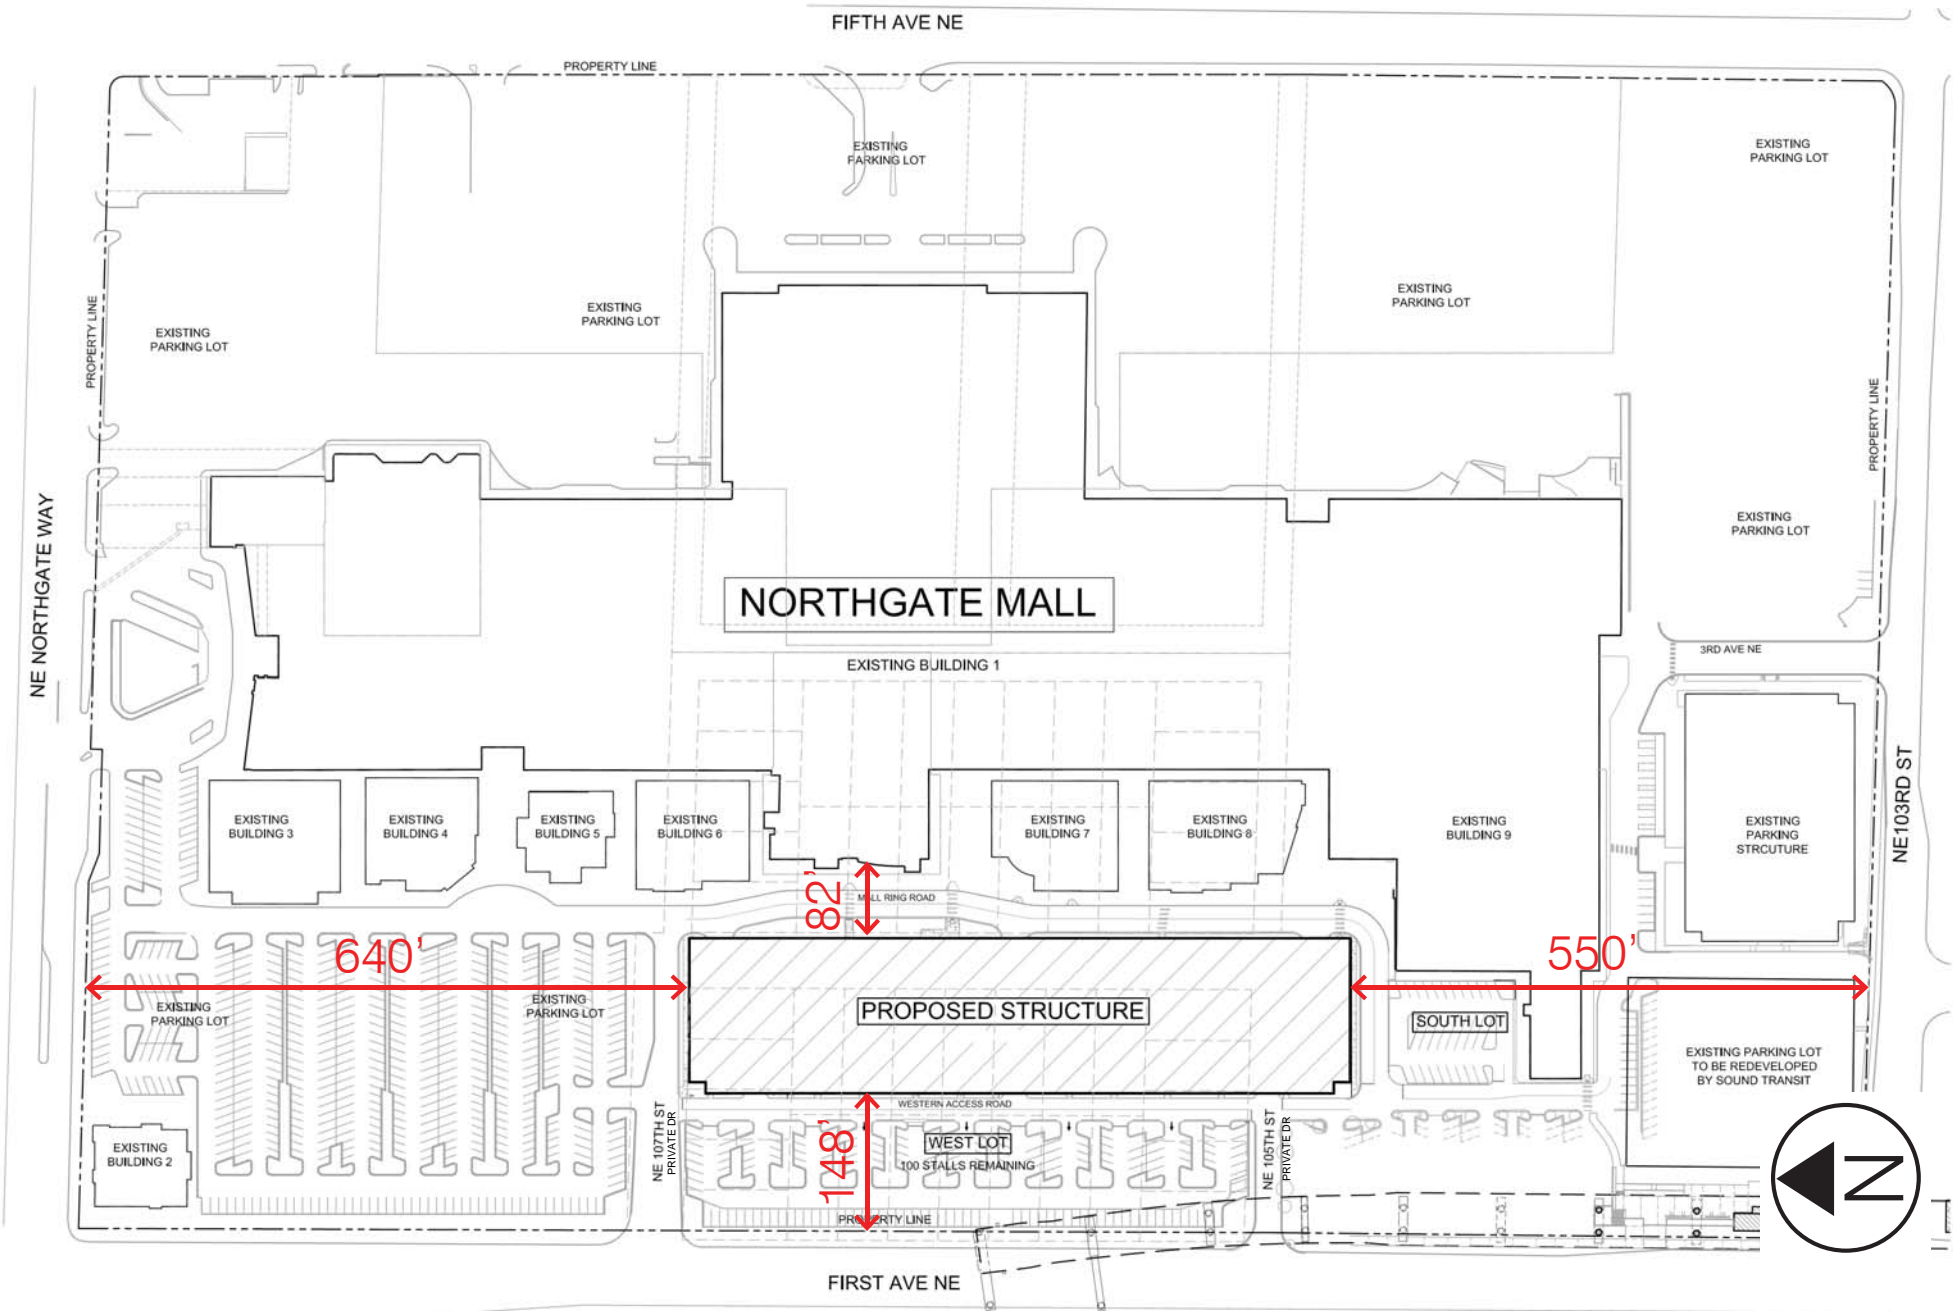 FIFTH AVE NE
PROPERTY LINE
EXISTING
PARKING LOT
EXISTING
PARKING LOT
EXISTING
PARKING LOT
EXISTING
PARKING LOT
EXISTING
PARKING LOT
PROPERTY LINE
PROPERTY LINE
EXISTING
PARKING LOT
NE NORTHGATE WAY
NORTHGATE MALL
EXISTING BUILDING 1
3RD AVE NE
NE103RD ST
EXISTING
BUILDING 3
EXISTING
BUILDING 4
EXISTING
BUILDING 5
EXISTING
BUILDING 6
EXISTING
BUILDING 7
EXISTING
BUILDING 8
EXISTING
BUILDING 9
EXISTING
PARKING
STRCUTURE
82'
MALL RING ROAD
640'
550'
EXISTING
PARKING LOT
EXISTING
PARKING LOT
PROPOSED STRUCTURE
SOUTH LOT
EXISTING PARKING LOT
TO BE REDEVELOPED
BY SOUND TRANSIT
WESTERN ACCESS ROAD
NE 107TH ST
PRIVATE DR
148'
WEST LOT
100 STALLS REMAINING
NE 105TH ST
PRIVATE DR
EXISTING
BUILDING 2
PROPERTY LINE
N
FIRST AVE NE